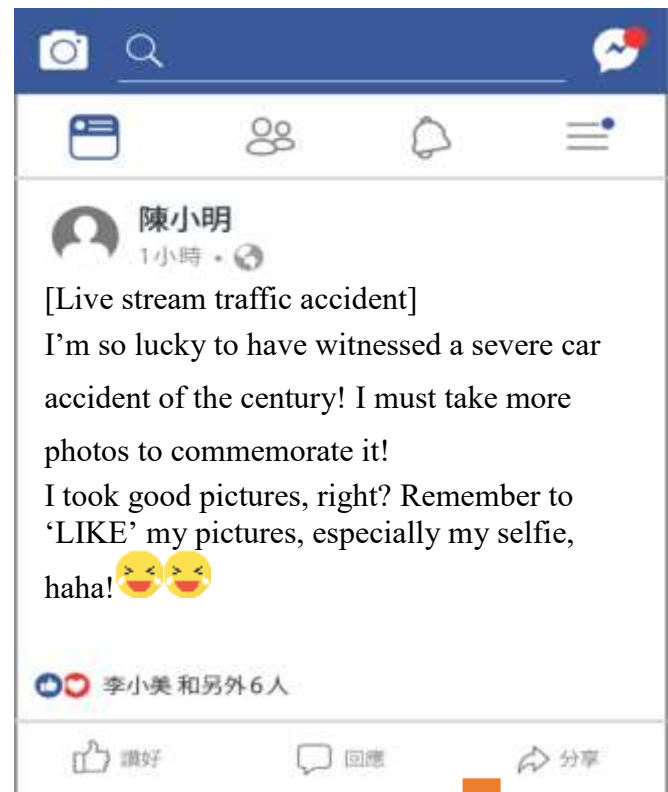 陳小明
1小時 ·
[Live stream traffic accident]
I’m so lucky to have witnessed a severe car
accident of the century! I must take more
photos to commemorate it!
I took good pictures, right? Remember to
‘LIKE’ my pictures, especially my selfie,
haha!
李小美 和另外 6 人
讚好 回應 分享